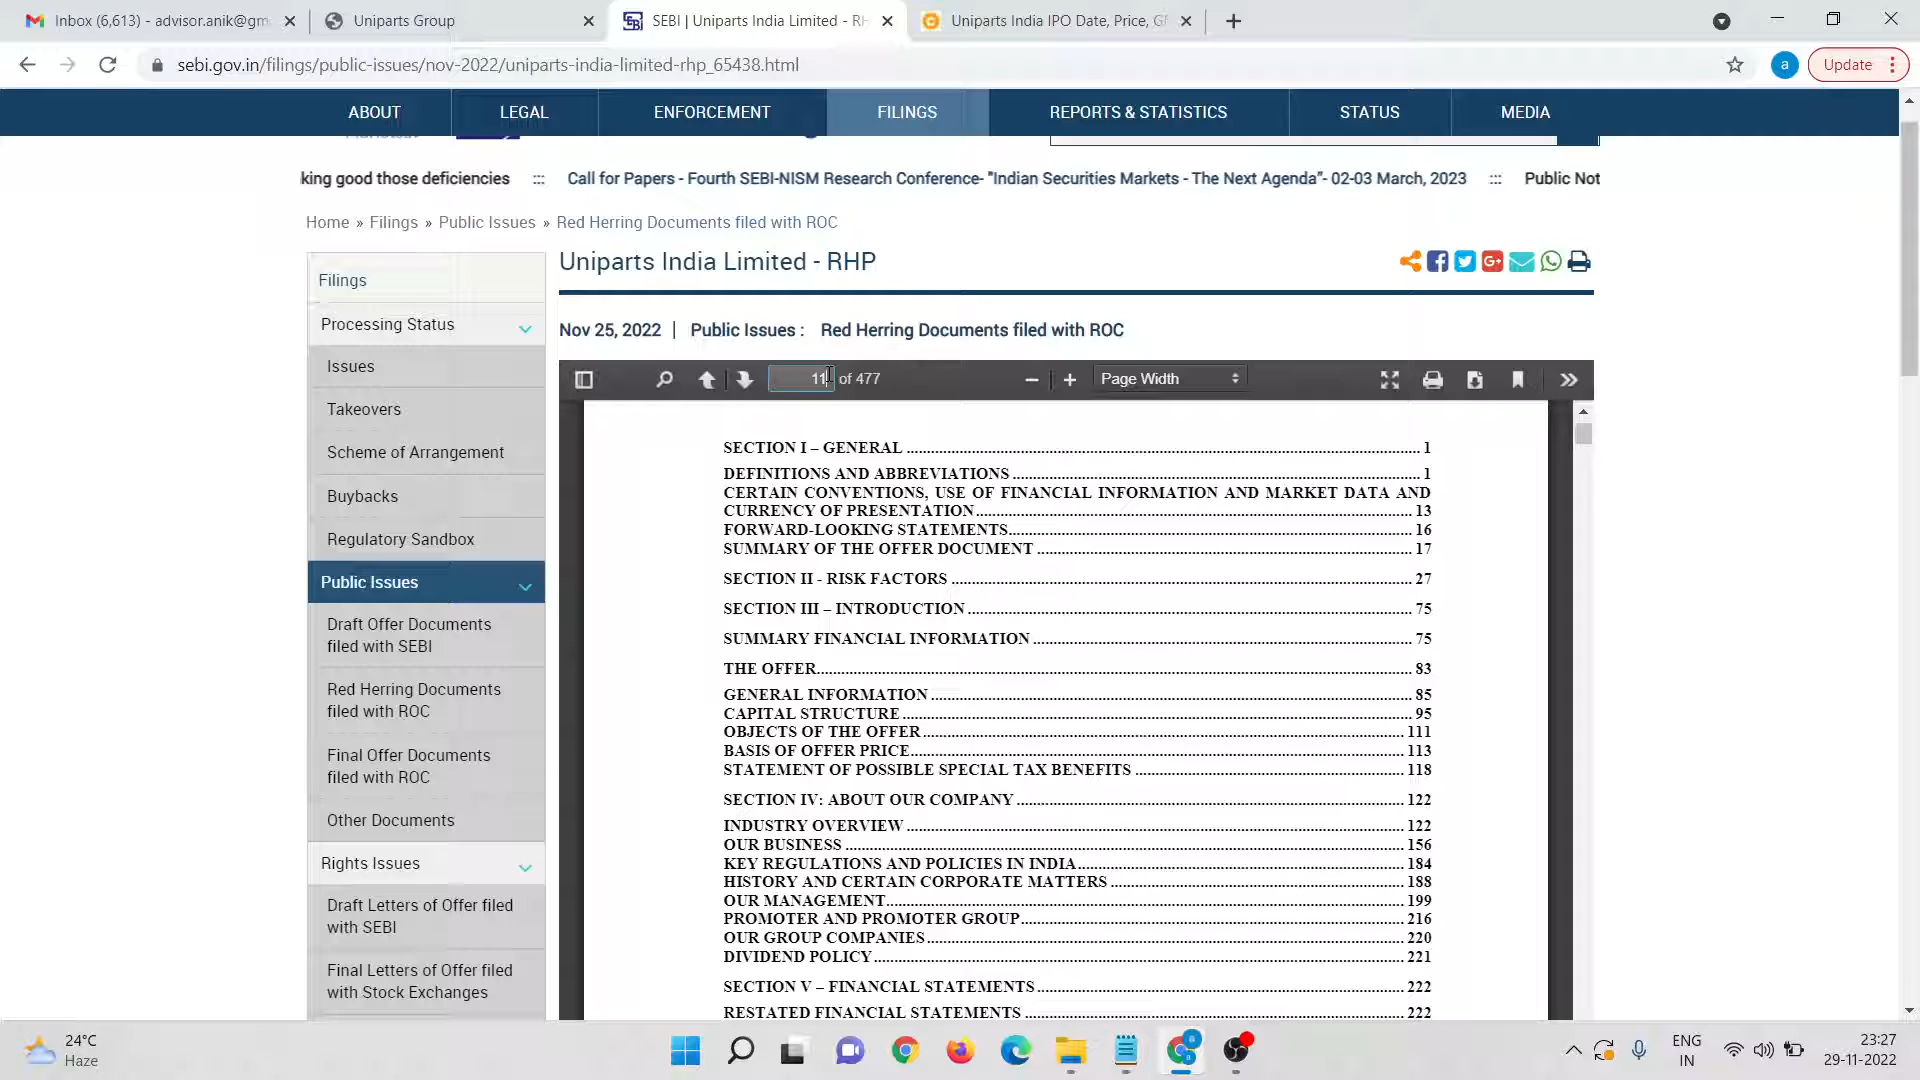 Inbox (6,613) - advisor.anik@gm
Uniparts Group
SEBI | Uniparts India Limited - RH
Uniparts India IPO Date, Price, GM
sebi.gov.in/filings/public-issues/nov-2022/uniparts-india-limited-rhp_65438.html
a
Update
ABOUT
LEGAL
ENFORCEMENT
FILINGS
REPORTS & STATISTICS
STATUS
MEDIA
king good those deficiencies ::: Call for Papers - Fourth SEBI-NISM Research Conference- "Indian Securities Markets - The Next Agenda"- 02-03 March, 2023 ::: Public Not
Home » Filings » Public Issues » Red Herring Documents filed with ROC
Filings
Processing Status
Issues
Takeovers
Scheme of Arrangement
Buybacks
Regulatory Sandbox
Public Issues
Draft Offer Documents
filed with SEBI
Red Herring Documents
filed with ROC
Final Offer Documents
filed with ROC
Other Documents
Rights Issues
Draft Letters of Offer filed
with SEBI
Final Letters of Offer filed
with Stock Exchanges
Uniparts India Limited - RHP
Nov 25, 2022 | Public Issues : Red Herring Documents filed with ROC
11 of 477
Page Width
SECTION I – GENERAL 1
DEFINITIONS AND ABBREVIATIONS 1
CERTAIN CONVENTIONS, USE OF FINANCIAL INFORMATION AND MARKET DATA AND
CURRENCY OF PRESENTATION 13
FORWARD-LOOKING STATEMENTS 16
SUMMARY OF THE OFFER DOCUMENT 17
SECTION II - RISK FACTORS 27
SECTION III – INTRODUCTION 75
SUMMARY FINANCIAL INFORMATION 75
THE OFFER 83
GENERAL INFORMATION 85
CAPITAL STRUCTURE 95
OBJECTS OF THE OFFER 111
BASIS OF OFFER PRICE 113
STATEMENT OF POSSIBLE SPECIAL TAX BENEFITS 118
SECTION IV: ABOUT OUR COMPANY 122
INDUSTRY OVERVIEW 122
OUR BUSINESS 156
KEY REGULATIONS AND POLICIES IN INDIA 184
HISTORY AND CERTAIN CORPORATE MATTERS 188
OUR MANAGEMENT 199
PROMOTER AND PROMOTER GROUP 216
OUR GROUP COMPANIES 220
DIVIDEND POLICY 221
SECTION V – FINANCIAL STATEMENTS 222
RESTATED FINANCIAL STATEMENTS 222
24°C
Haze
ENG
IN
23:27
29-11-2022